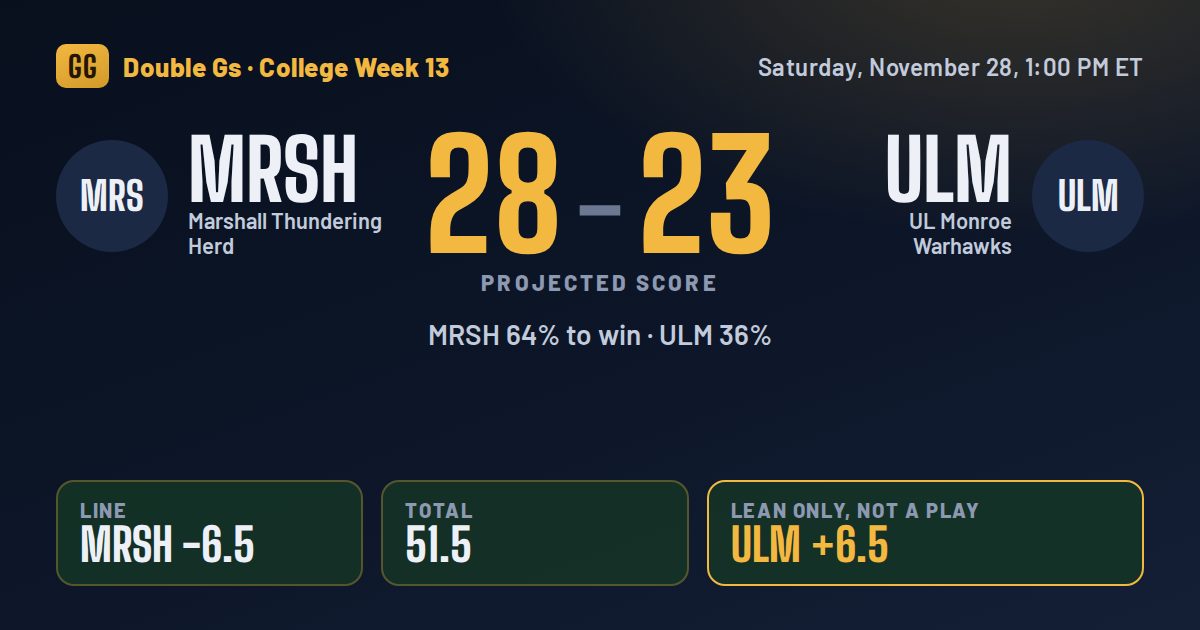 GG
Double Gs · College Week 13
Saturday, November 28, 1:00 PM ET
MRS
MRSH
Marshall Thundering
Herd
28 – 23
PROJECTED SCORE
MRSH 64% to win · ULM 36%
ULM
UL Monroe
Warhawks
ULM
LINE
MRSH −6.5
TOTAL
51.5
LEAN ONLY, NOT A PLAY
ULM +6.5